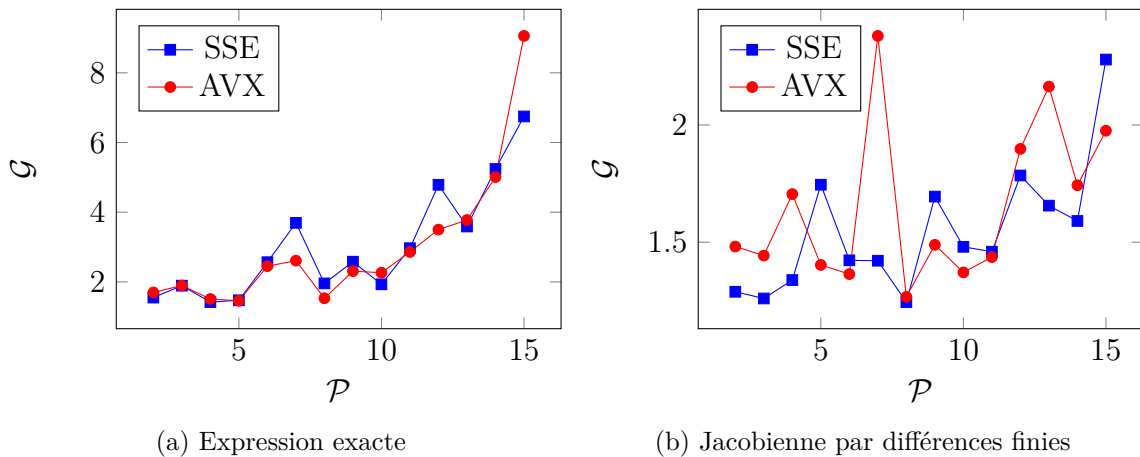 SSE
AVX
8
6
4
2
5
10
15
𝒢
𝒫
(a) Expression exacte
SSE
AVX
2
1.5
5
10
15
𝒢
𝒫
(b) Jacobienne par différences finies